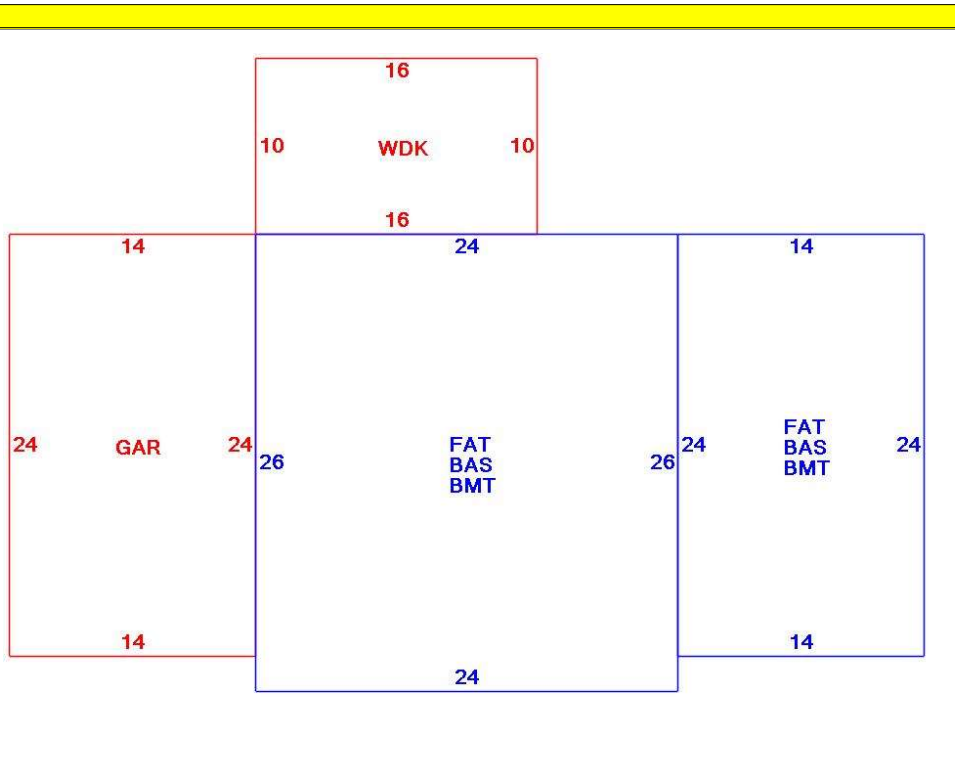 16
10 WDK 10
16
14 24 14
24 GAR 24
26 FAT 26
BAS
BMT
24 FAT 24
BAS
BMT
14 14
24